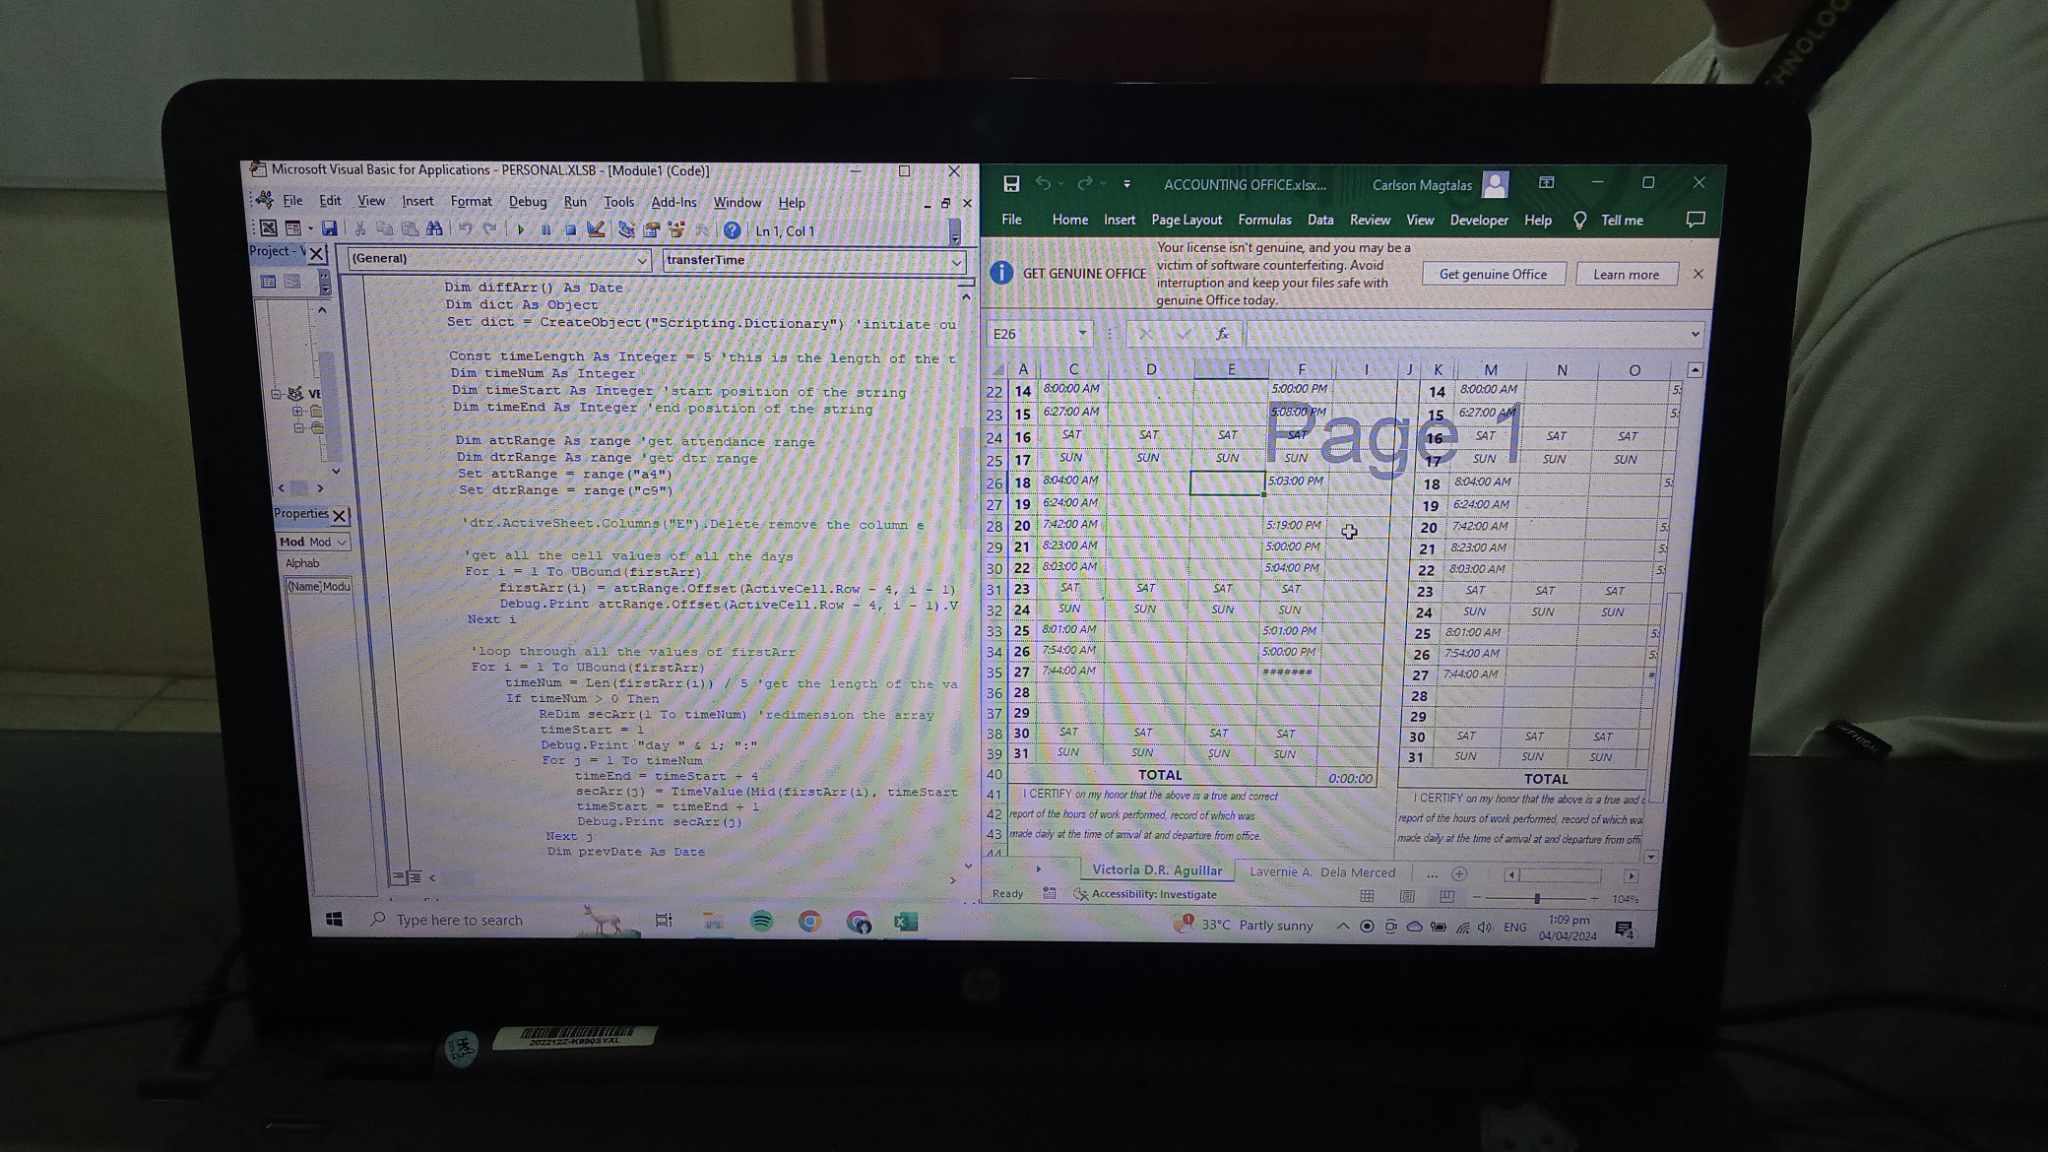 Microsoft Visual Basic for Applications - PERSONAL.XLSB - [Module1 (Code)]
File Edit View Insert Format Debug Run Tools Add-Ins Window Help
Ln 1, Col 1
Project - V
(General)
transferTime
Dim diffArr() As Date
Dim dict As Object
Set dict = CreateObject("Scripting.Dictionary") 'initiate ou
Const timeLength As Integer = 5 'this is the length of the t
Dim timeNum As Integer
Dim timeStart As Integer 'start position of the string
Dim timeEnd As Integer 'end position of the string
Dim attRange As range 'get attendance range
Dim dtrRange As range 'get dtr range
Set attRange = range("a4")
Set dtrRange = range("c9")
'dtr.ActiveSheet.Columns("E").Delete remove the column e
'get all the cell values of all the days
For i = 1 To UBound(firstArr)
firstArr(i) = attRange.Offset(ActiveCell.Row - 4, i - 1)
Debug.Print attRange.Offset(ActiveCell.Row - 4, i - 1).V
Next i
'loop through all the values of firstArr
For i = 1 To UBound(firstArr)
timeNum = Len(firstArr(i)) / 5 'get the length of the va
If timeNum > 0 Then
ReDim secArr(1 To timeNum) 'redimension the array
timeStart = 1
Debug.Print "day " & i; ":"
For j = 1 To timeNum
timeEnd = timeStart + 4
secArr(j) = TimeValue(Mid(firstArr(i), timeStart
timeStart = timeEnd + 1
Debug.Print secArr(j)
Next j
Dim prevDate As Date
VE
Properties
Mod Mod
Alphab
(Name) Modu
ACCOUNTING OFFICE.xlsx... Carlson Magtalas
File Home Insert Page Layout Formulas Data Review View Developer Help Tell me
GET GENUINE OFFICE
Your license isn't genuine, and you may be a
victim of software counterfeiting. Avoid
interruption and keep your files safe with
genuine Office today.
Get genuine Office
Learn more
E26
fx
A C D E F I J K M N O
22 14 8:00:00 AM 5:00:00 PM 14 8:00:00 AM 5:
23 15 6:27:00 AM 5:08:00 PM 15 6:27:00 AM 5:
Page 1
24 16 SAT SAT SAT SAT 16 SAT SAT SAT
25 17 SUN SUN SUN SUN 17 SUN SUN SUN
26 18 8:04:00 AM 5:03:00 PM 18 8:04:00 AM 5:
27 19 6:24:00 AM 19 6:24:00 AM
28 20 7:42:00 AM 5:19:00 PM 20 7:42:00 AM 5:
29 21 8:23:00 AM 5:00:00 PM 21 8:23:00 AM 5:
30 22 8:03:00 AM 5:04:00 PM 22 8:03:00 AM 5:
31 23 SAT SAT SAT SAT 23 SAT SAT SAT
32 24 SUN SUN SUN SUN 24 SUN SUN SUN
33 25 8:01:00 AM 5:01:00 PM 25 8:01:00 AM 5:
34 26 7:54:00 AM 5:00:00 PM 26 7:54:00 AM 5:
35 27 7:44:00 AM ####### 27 7:44:00 AM #
36 28 28
37 29 29
38 30 SAT SAT SAT SAT 30 SAT SAT SAT
39 31 SUN SUN SUN SUN 31 SUN SUN SUN
40 TOTAL 0:00:00 TOTAL
41 I CERTIFY on my honor that the above is a true and correct I CERTIFY on my honor that the above is a true and c
42 report of the hours of work performed, record of which was report of the hours of work performed, record of which wa
43 made daily at the time of arrival at and departure from office. made daily at the time of arrival at and departure from offi
44
Victoria D.R. Aguillar Lavernie A. Dela Merced ...
Ready Accessibility: Investigate 104%
Type here to search
33°C Partly sunny ENG 1:09 pm
04/04/2024
hp